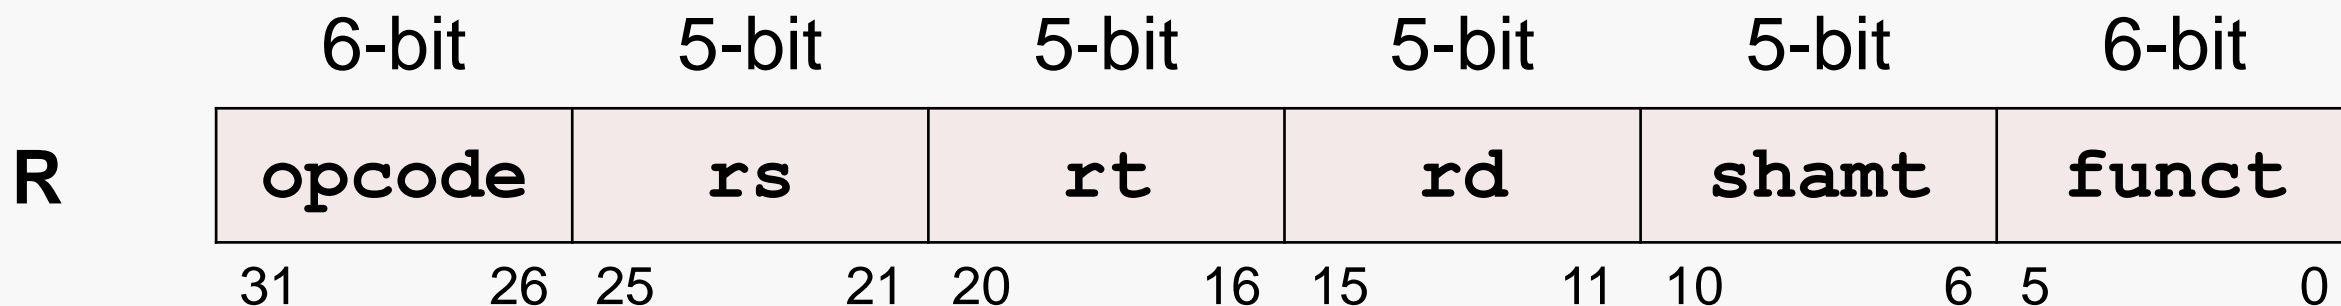 6-bit 5-bit 5-bit 5-bit 5-bit 6-bit
R opcode rs rt rd shamt funct
31 26 25 21 20 16 15 11 10 6 5 0